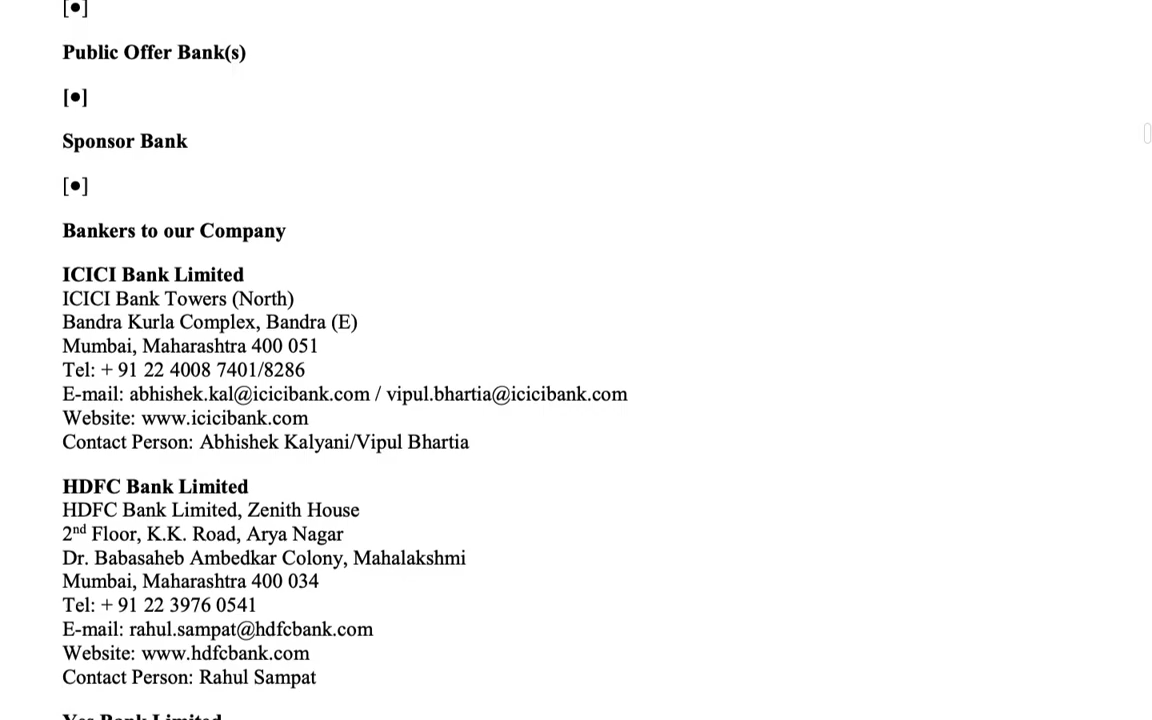 [●]
Public Offer Bank(s)
[●]
Sponsor Bank
[●]
Bankers to our Company
ICICI Bank Limited
ICICI Bank Towers (North)
Bandra Kurla Complex, Bandra (E)
Mumbai, Maharashtra 400 051
Tel: + 91 22 4008 7401/8286
E-mail: abhishek.kal@icicibank.com / vipul.bhartia@icicibank.com
Website: www.icicibank.com
Contact Person: Abhishek Kalyani/Vipul Bhartia
HDFC Bank Limited
HDFC Bank Limited, Zenith House
2nd Floor, K.K. Road, Arya Nagar
Dr. Babasaheb Ambedkar Colony, Mahalakshmi
Mumbai, Maharashtra 400 034
Tel: + 91 22 3976 0541
E-mail: rahul.sampat@hdfcbank.com
Website: www.hdfcbank.com
Contact Person: Rahul Sampat
Yes Bank Limited